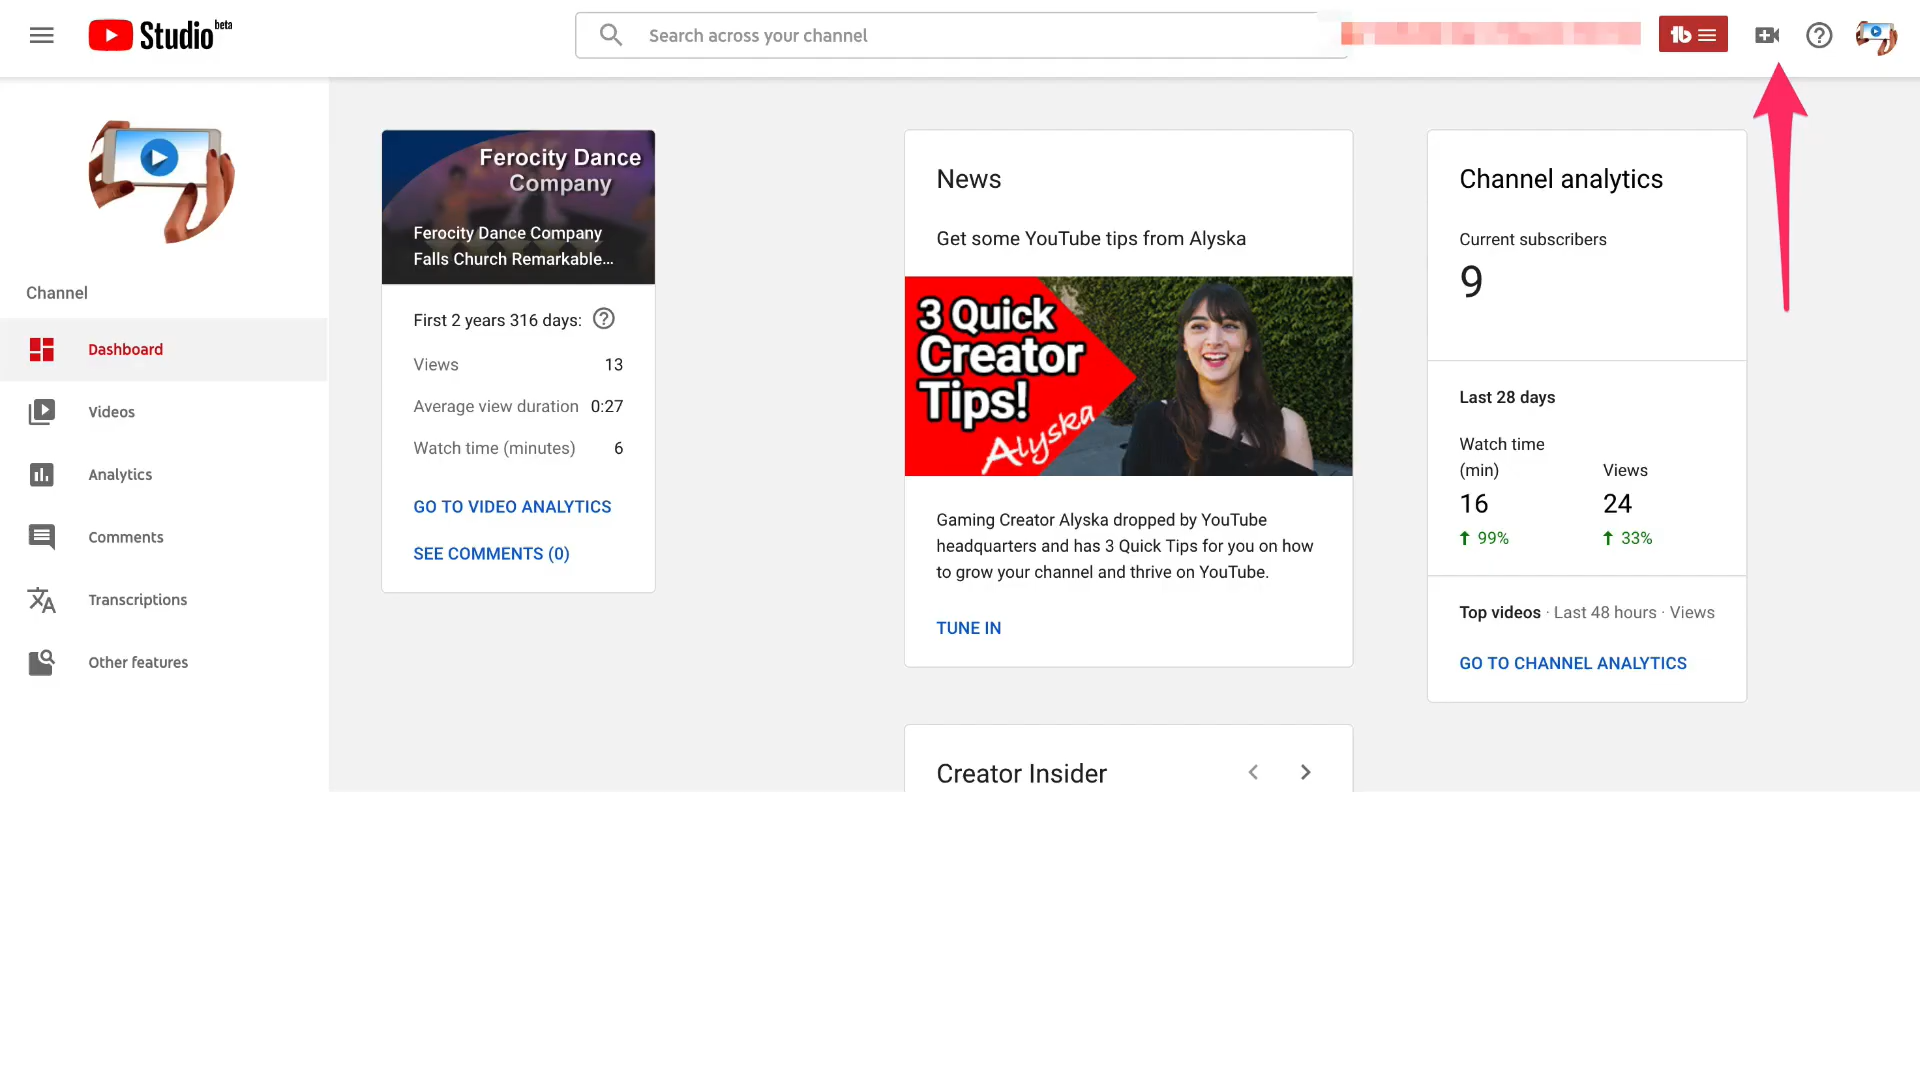 Studio beta
Search across your channel
tb
Channel
Dashboard
Videos
Analytics
Comments
Transcriptions
Other features
Ferocity Dance
Company
Ferocity Dance Company
Falls Church Remarkable...
First 2 years 316 days:
Views 13
Average view duration 0:27
Watch time (minutes) 6
GO TO VIDEO ANALYTICS
SEE COMMENTS (0)
News
Get some YouTube tips from Alyska
3 Quick
Creator
Tips!
Alyska
Gaming Creator Alyska dropped by YouTube
headquarters and has 3 Quick Tips for you on how
to grow your channel and thrive on YouTube.
TUNE IN
Creator Insider
Channel analytics
Current subscribers
9
Last 28 days
Watch time
(min) Views
16 24
99% 33%
Top videos · Last 48 hours · Views
GO TO CHANNEL ANALYTICS